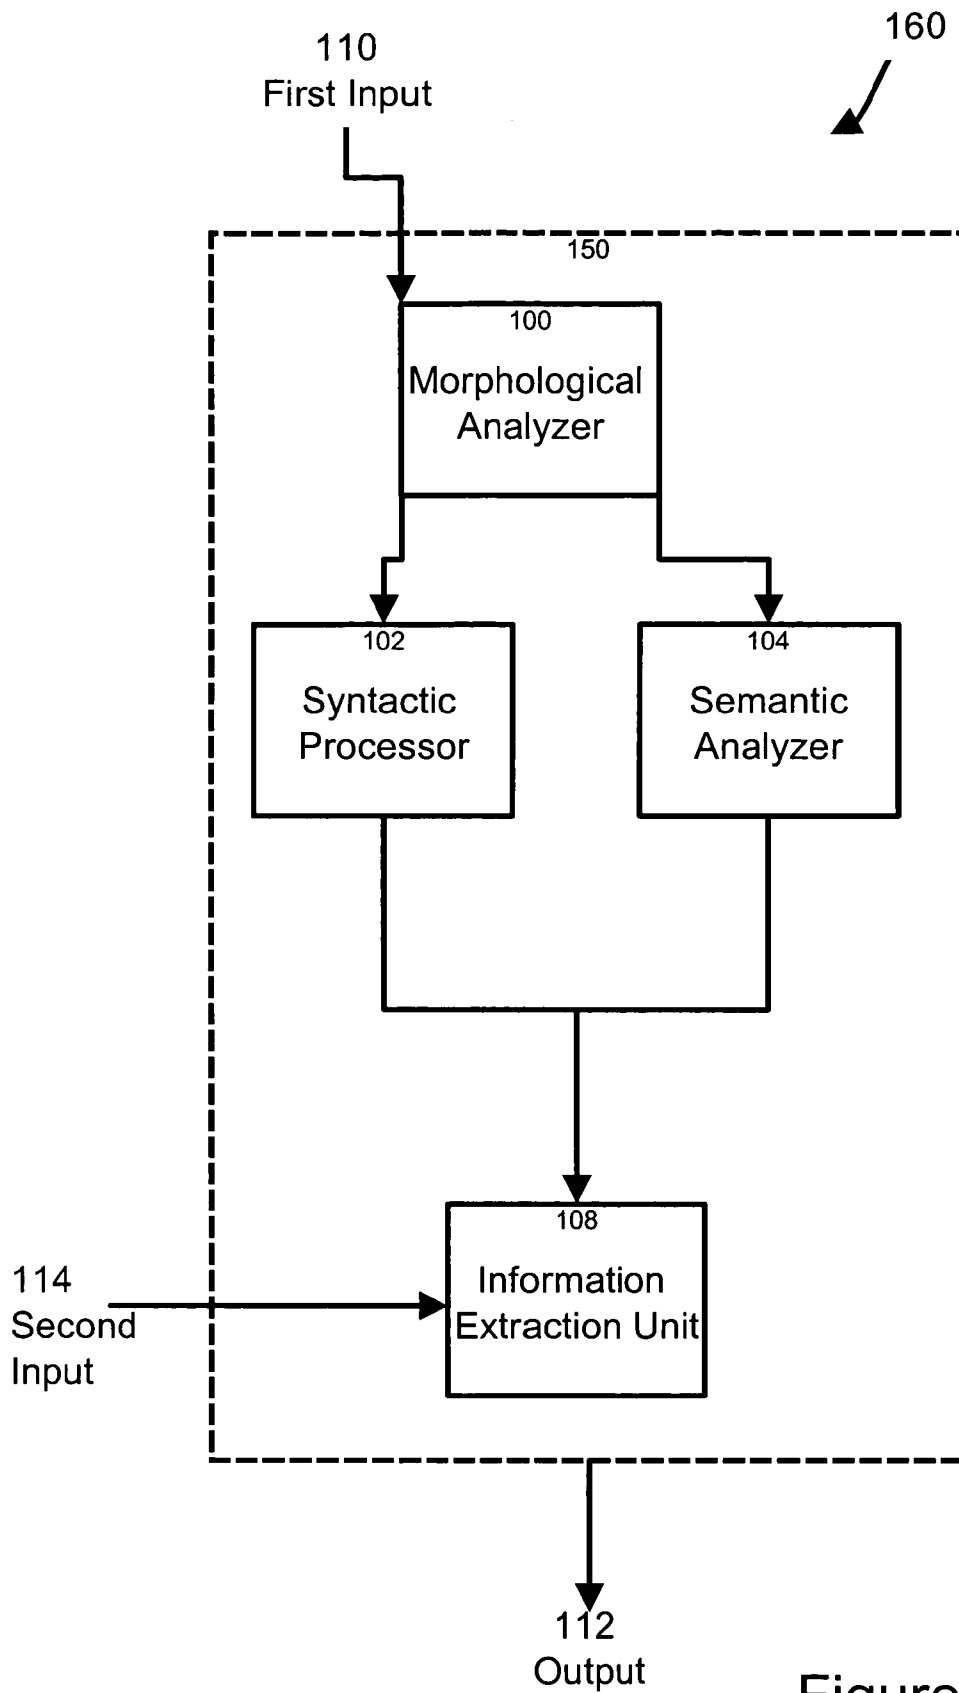 160
110
First Input
150
100
Morphological
Analyzer
102
Syntactic
Processor
104
Semantic
Analyzer
108
Information
Extraction Unit
114
Second
Input
112
Output
Figure